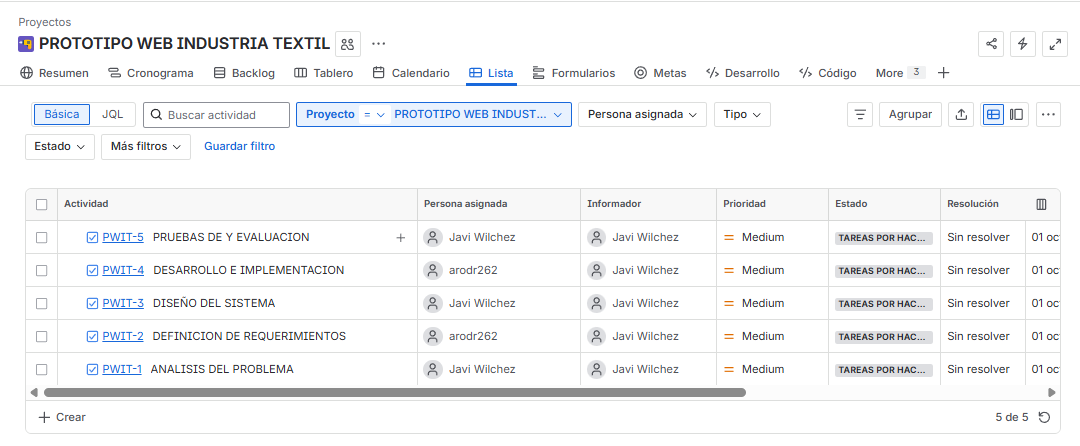 Proyectos
PROTOTIPO WEB INDUSTRIA TEXTIL
Resumen Cronograma Backlog Tablero Calendario Lista Formularios Metas Desarrollo Código More 3
Básica JQL Buscar actividad Proyecto = PROTOTIPO WEB INDUST... Persona asignada Tipo Agrupar
Estado Más filtros Guardar filtro
Actividad Persona asignada Informador Prioridad Estado Resolución
PWIT-5 PRUEBAS DE Y EVALUACION Javi Wilchez Javi Wilchez Medium TAREAS POR HAC... Sin resolver 01 oc
PWIT-4 DESARROLLO E IMPLEMENTACION arodr262 Javi Wilchez Medium TAREAS POR HAC... Sin resolver 01 oc
PWIT-3 DISEÑO DEL SISTEMA Javi Wilchez Javi Wilchez Medium TAREAS POR HAC... Sin resolver 01 oc
PWIT-2 DEFINICION DE REQUERIMIENTOS arodr262 Javi Wilchez Medium TAREAS POR HAC... Sin resolver 01 oc
PWIT-1 ANALISIS DEL PROBLEMA Javi Wilchez Javi Wilchez Medium TAREAS POR HAC... Sin resolver 01 oc
Crear 5 de 5